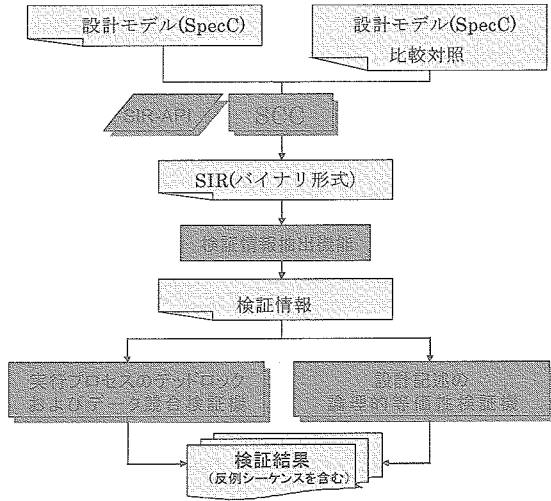 設計モデル(SpecC)
設計モデル(SpecC)
比較対照
SIR-API
SCC
SIR(バイナリ形式)
検証情報抽出機能
検証情報
実行プロセスのデッドロック
およびデータ競合検証機
設計記述の
論理的等価性検証機
検証結果
(反例シーケンスを含む)